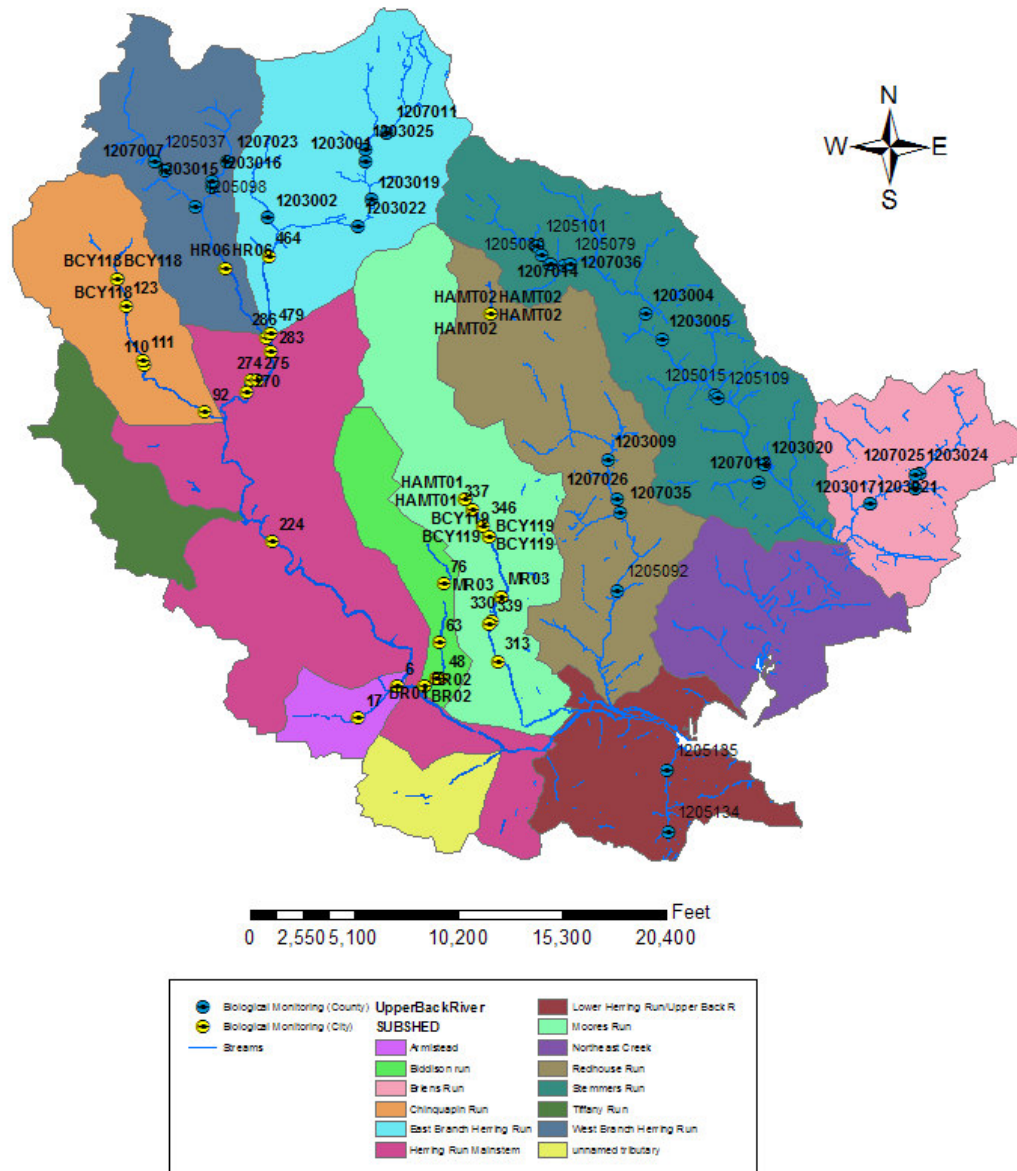 N
W E
S
1207011
1203025
1203001
1205037 1207023
1207007
1203015 1203016
1205098
1203019
1203002
1203022
464
HR06 HR06
BCY118 BCY118
BCY118 123
1205101
1205079
1207014 1207036
HAMT02 HAMT02
HAMT02 HAMT02
1203004
1203005
286 479
283
110 111
274 275
270
92
1205015 1205109
1203009
1207026
1207035
1203020
1207025 1203024
1203017 1203021
HAMT01
HAMT01 337
346
BCY119 BCY119
BCY119 BCY119
224
76
MR03 MR03
330 339
1205092
63
313
48
6
BR01 BR02
BR02
17
1205135
1205134
Feet
0 2,550 5,100 10,200 15,300 20,400
Biological Monitoring (County)
Biological Monitoring (City)
Streams
UpperBackRiver
SUBSHED
Armistead
Biddison run
Briens Run
Chinquapin Run
East Branch Herring Run
Herring Run Mainstem
Lower Herring Run/Upper Back R
Moores Run
Northeast Creek
Redhouse Run
Stemmers Run
Tiffany Run
West Branch Herring Run
unnamed tributary